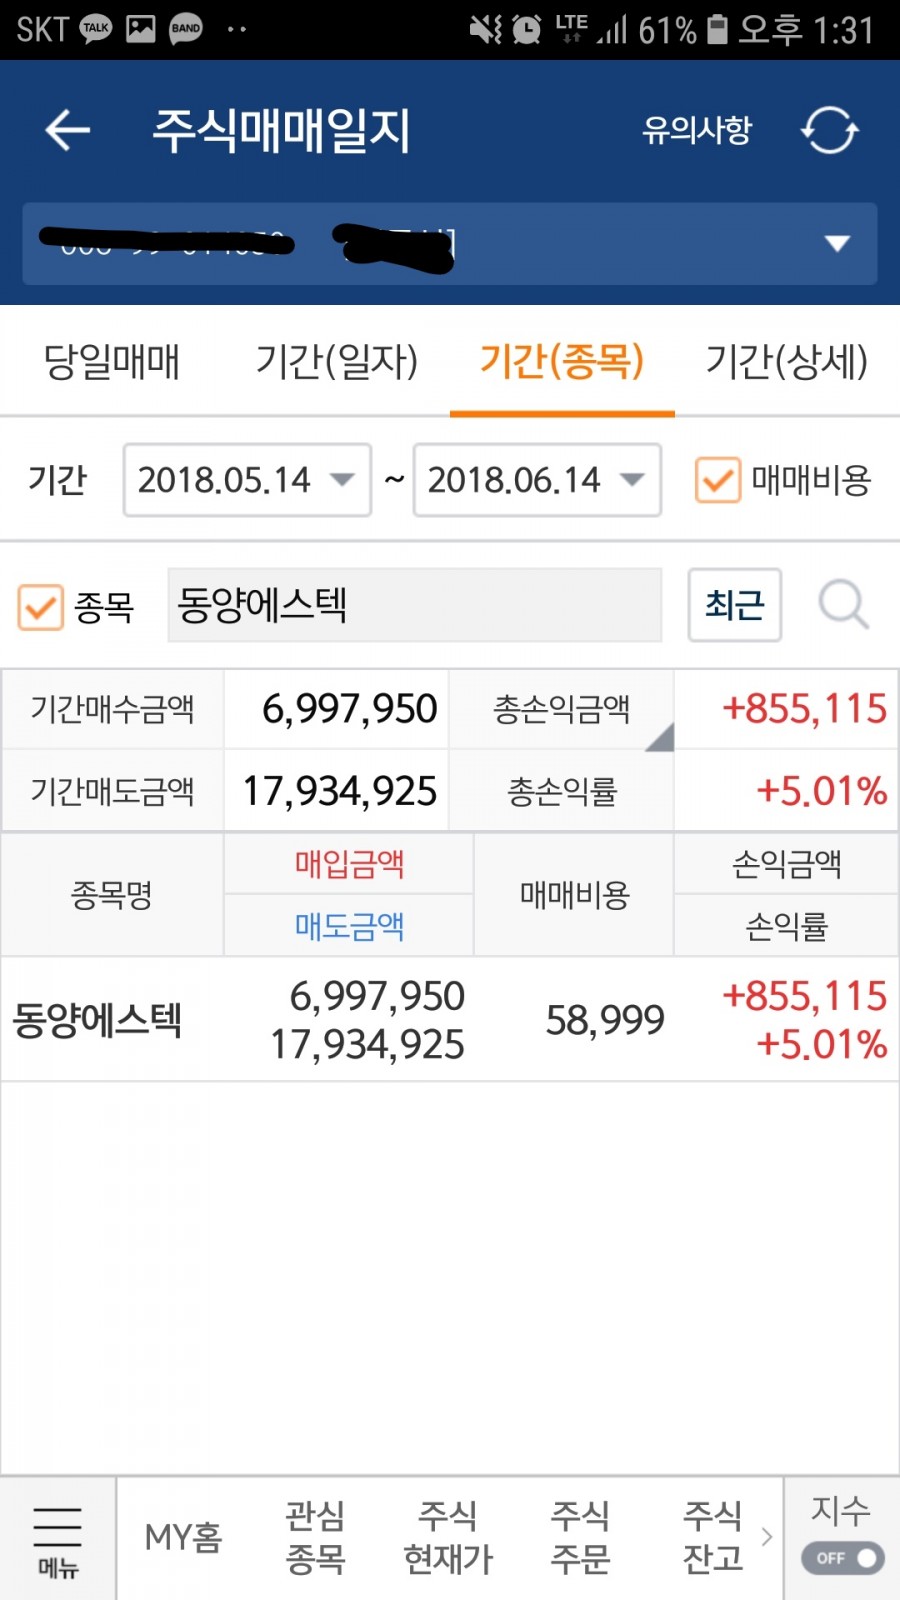 SKT TALK BAND LTE 61% 오후 1:31
주식매매일지 유의사항
당일매매 기간(일자) 기간(종목) 기간(상세)
기간 2018.05.14 ~ 2018.06.14 매매비용
종목 동양에스텍 최근
기간매수금액 6,997,950 총손익금액 +855,115
기간매도금액 17,934,925 총손익률 +5.01%
종목명 매입금액 매매비용 손익금액
매도금액 손익률
동양에스텍 6,997,950 58,999 +855,115
17,934,925 +5.01%
메뉴 MY홈 관심 종목 주식 현재가 주식 주문 주식 잔고 지수 OFF